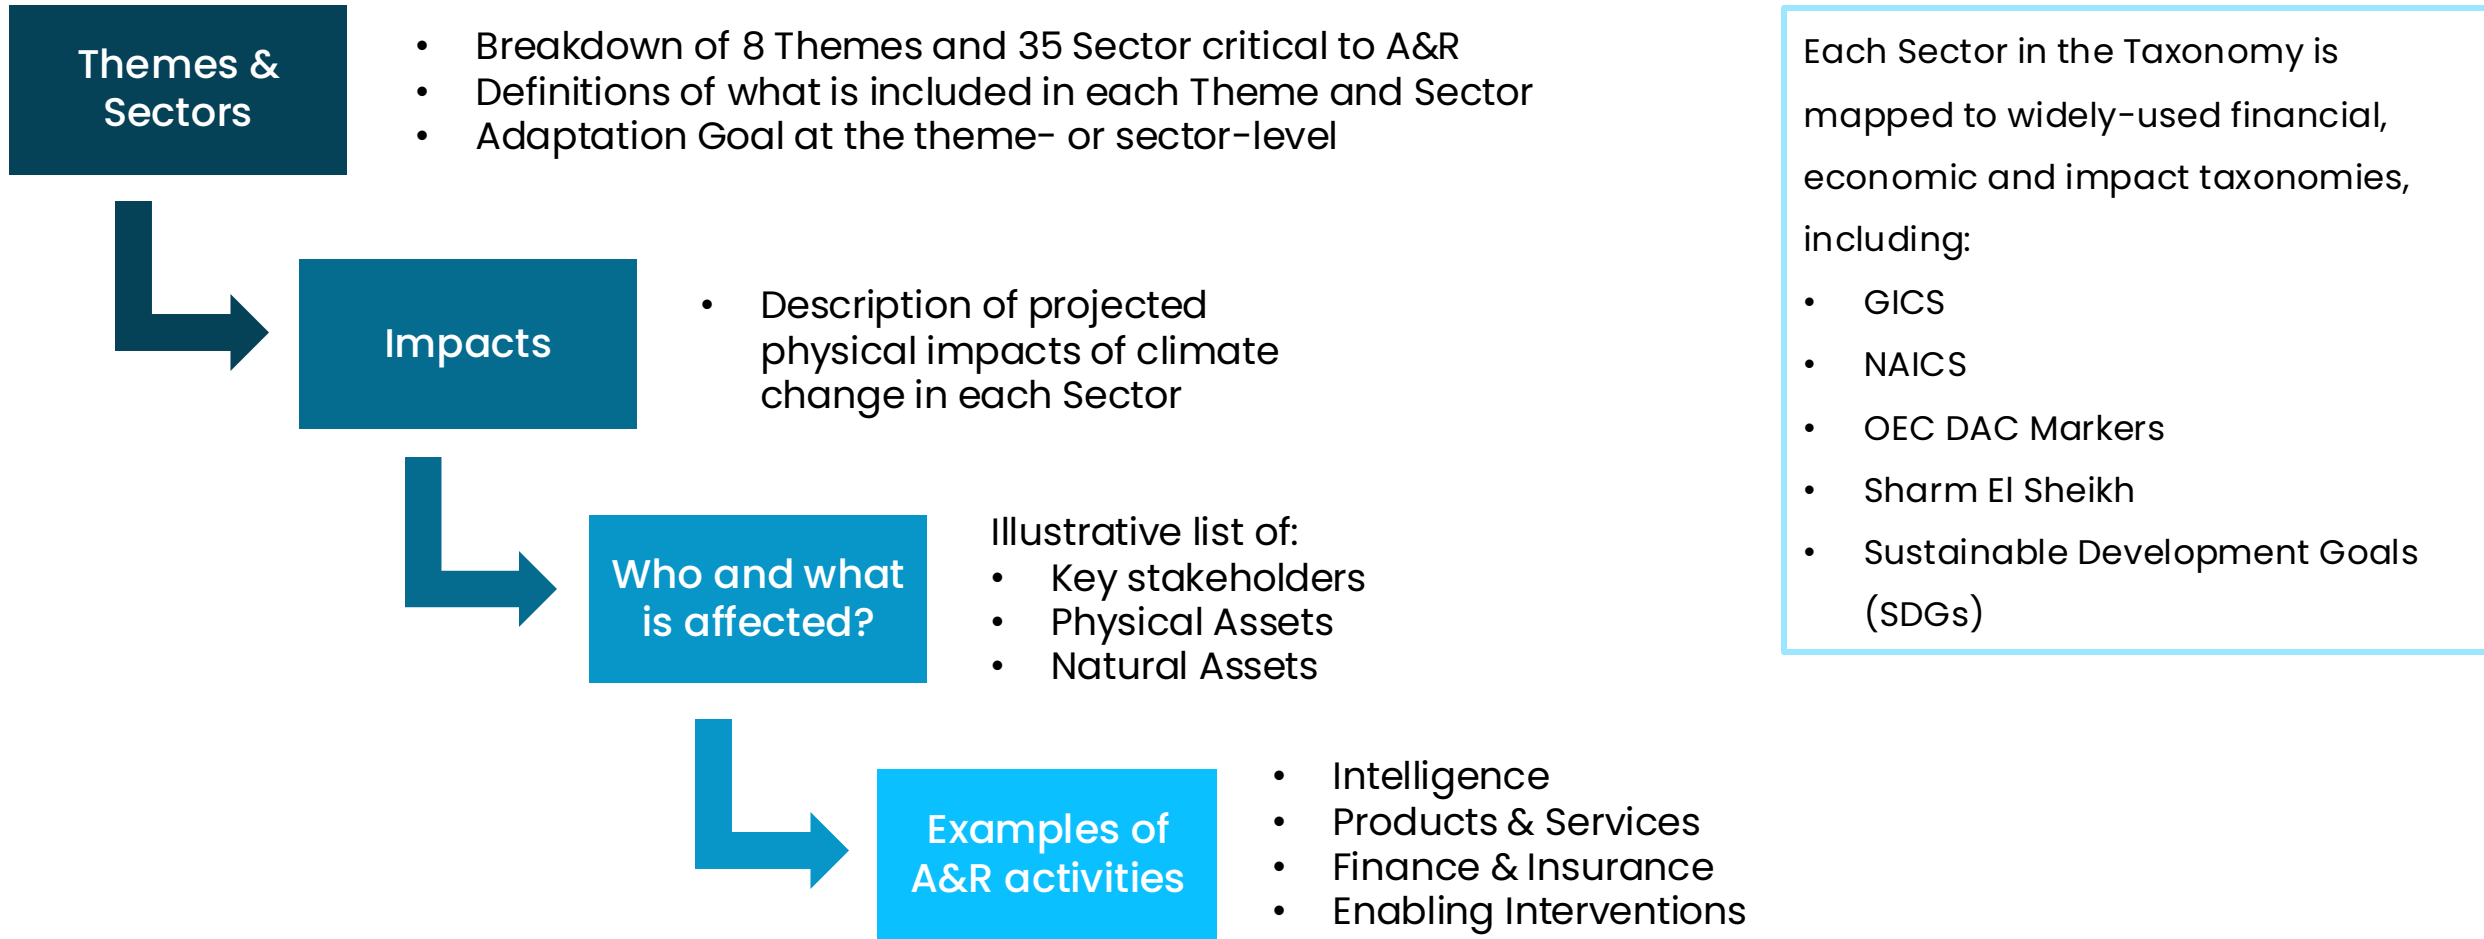 Themes &
Sectors
• Breakdown of 8 Themes and 35 Sector critical to A&R
• Definitions of what is included in each Theme and Sector
• Adaptation Goal at the theme- or sector-level
Impacts
• Description of projected
physical impacts of climate
change in each Sector
Who and what
is affected?
Illustrative list of:
• Key stakeholders
• Physical Assets
• Natural Assets
Examples of
A&R activities
• Intelligence
• Products & Services
• Finance & Insurance
• Enabling Interventions
Each Sector in the Taxonomy is
mapped to widely-used financial,
economic and impact taxonomies,
including:
• GICS
• NAICS
• OEC DAC Markers
• Sharm El Sheikh
• Sustainable Development Goals
(SDGs)